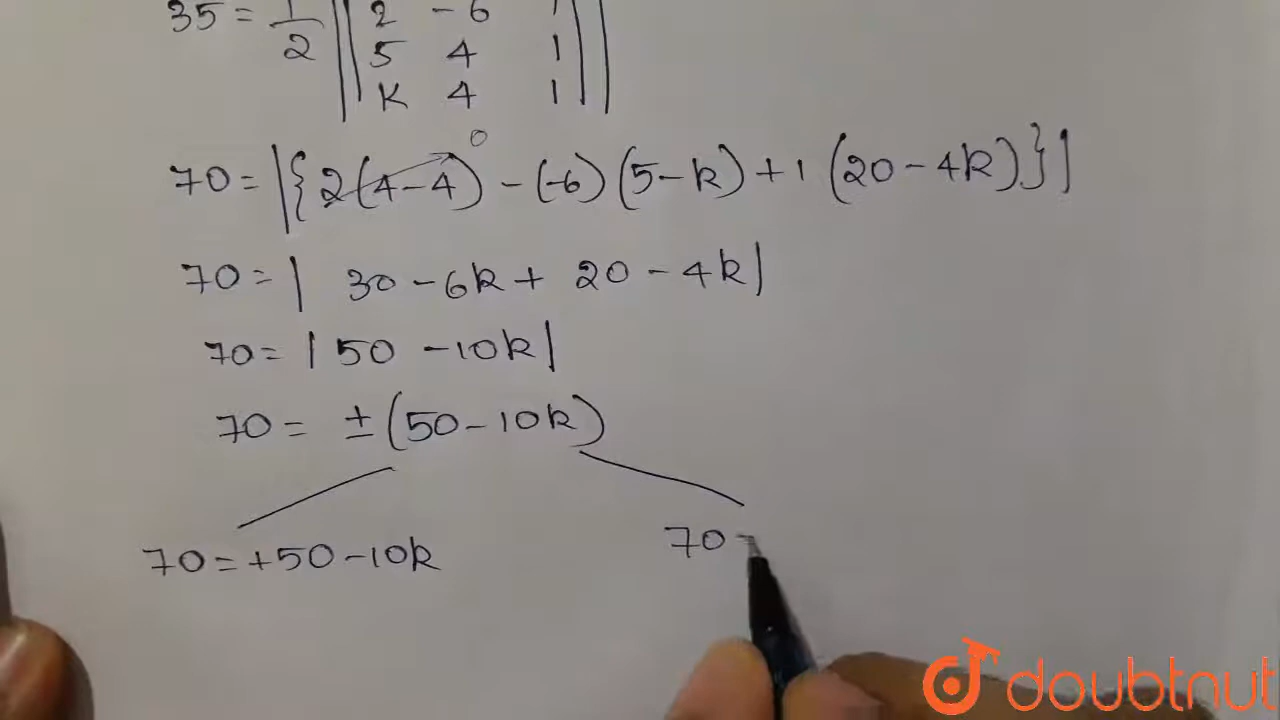 35 = 1/2 || 2 -6 1 ||
5 4 1
K 4 1
70 = |{2(4-4)⁰ - (-6)(5-k) + 1(20-4k)}|
70 = | 30 - 6k + 20 - 4k|
70 = | 50 - 10k|
70 = ± (50 - 10k)
70 = +50 - 10k 70 =
doubtnut